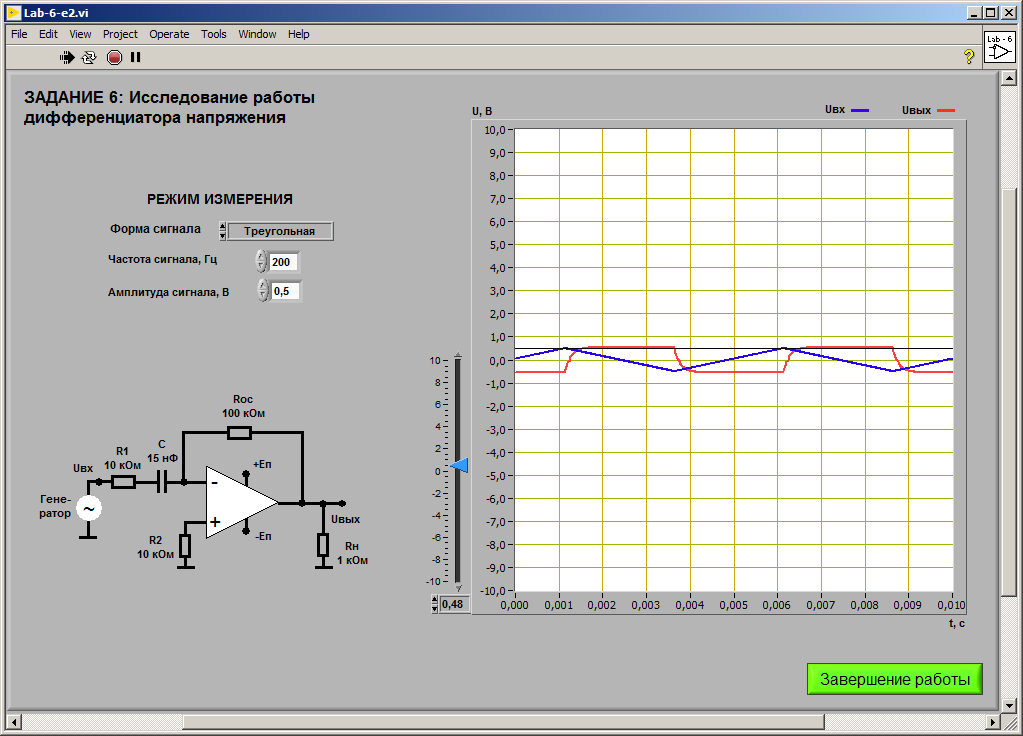 Lab-6-e2.vi
File Edit View Project Operate Tools Window Help
?
Lab - 6
ЗАДАНИЕ 6: Исследование работы
дифференциатора напряжения
РЕЖИМ ИЗМЕРЕНИЯ
Форма сигнала Треугольная
Частота сигнала, Гц 200
Амплитуда сигнала, В 0,5
U, В
Uвх Uвых
10,0
9,0
8,0
7,0
6,0
5,0
4,0
3,0
2,0
1,0
0,0
-1,0
-2,0
-3,0
-4,0
-5,0
-6,0
-7,0
-8,0
-9,0
-10,0
0,000 0,001 0,002 0,003 0,004 0,005 0,006 0,007 0,008 0,009 0,010
t, с
10
8
6
4
2
0
-2
-4
-6
-8
-10
0,48
Rос
100 кОм
R1
10 кОм
C
15 нФ
Uвх
Гене-
ратор
~
-
+
+Еп
-Еп
R2
10 кОм
Uвых
Rн
1 кОм
Завершение работы